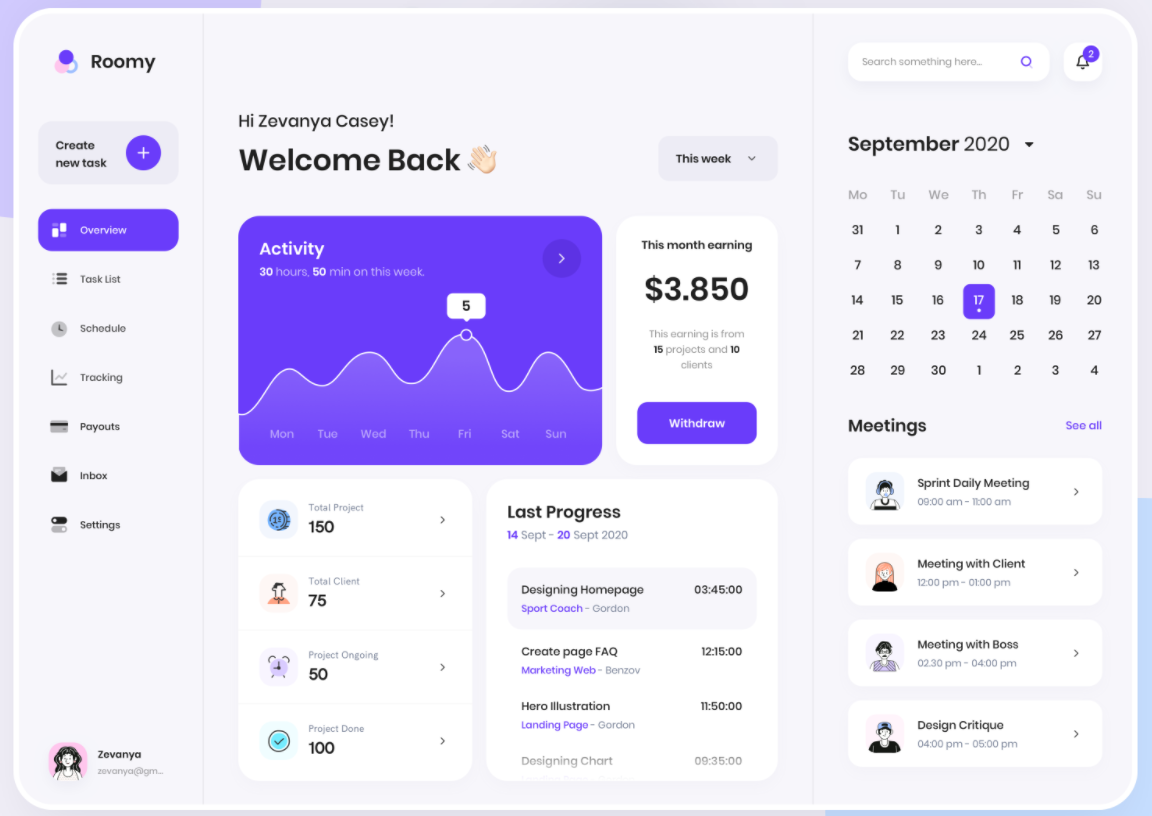 Roomy
Create
new task
Overview
Task List
Schedule
Tracking
Payouts
Inbox
Settings
Zevanya
zevanya@gm...
Hi Zevanya Casey!
Welcome Back
This week
Activity
30 hours, 50 min on this week.
5
Mon Tue Wed Thu Fri Sat Sun
This month earning
$3.850
This earning is from
15 projects and 10
clients
Withdraw
Total Project
150
Total Client
75
Project Ongoing
50
Project Done
100
Last Progress
14 Sept - 20 Sept 2020
Designing Homepage 03:45:00
Sport Coach - Gordon
Create page FAQ 12:15:00
Marketing Web - Benzov
Hero Illustration 11:50:00
Landing Page - Gordon
Designing Chart 09:35:00
Search something here...
2
September 2020
Mo Tu We Th Fr Sa Su
31 1 2 3 4 5 6
7 8 9 10 11 12 13
14 15 16 17 18 19 20
21 22 23 24 25 26 27
28 29 30 1 2 3 4
Meetings See all
Sprint Daily Meeting
09:00 am - 11:00 am
Meeting with Client
12:00 pm - 01:00 pm
Meeting with Boss
02.30 pm - 04:00 pm
Design Critique
04:00 pm - 05:00 pm